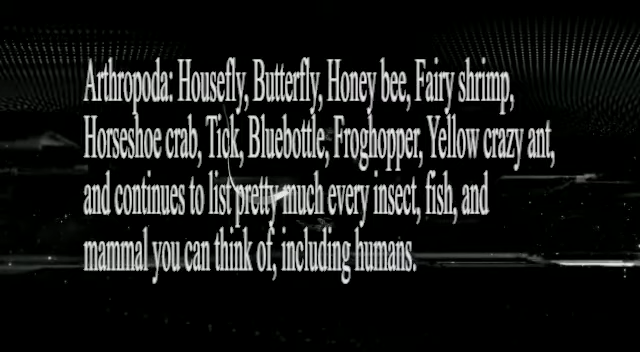 Arthropoda: Housefly, Butterfly, Honey bee, Fairy shrimp,
Horseshoe crab, Tick, Bluebottle, Froghopper, Yellow crazy ant,
and continues to list pretty much every insect, fish, and
mammal you can think of, including humans.